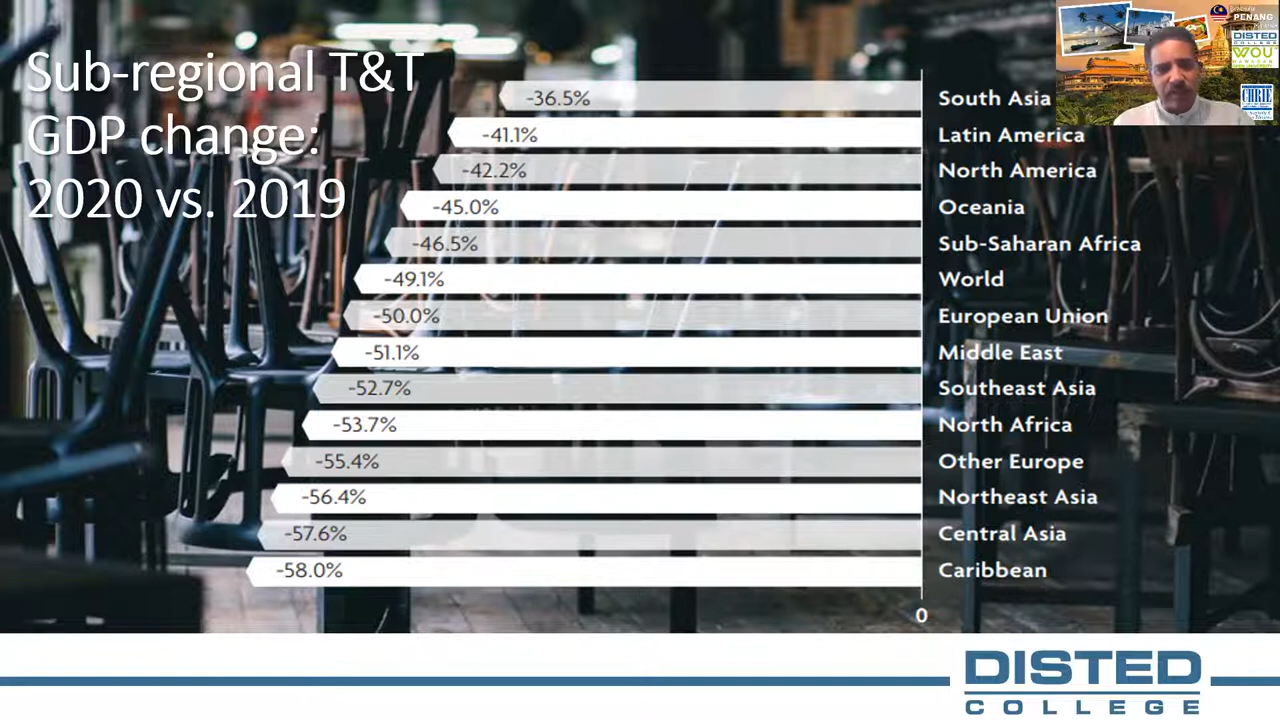 Sub-regional T&T
GDP change:
2020 vs. 2019
-36.5% South Asia
-41.1% Latin America
-42.2% North America
-45.0% Oceania
-46.5% Sub-Saharan Africa
-49.1% World
-50.0% European Union
-51.1% Middle East
-52.7% Southeast Asia
-53.7% North Africa
-55.4% Other Europe
-56.4% Northeast Asia
-57.6% Central Asia
-58.0% Caribbean
0
PENANG
DISTED
COLLEGE
WOU
CHRIE
DISTED
COLLEGE